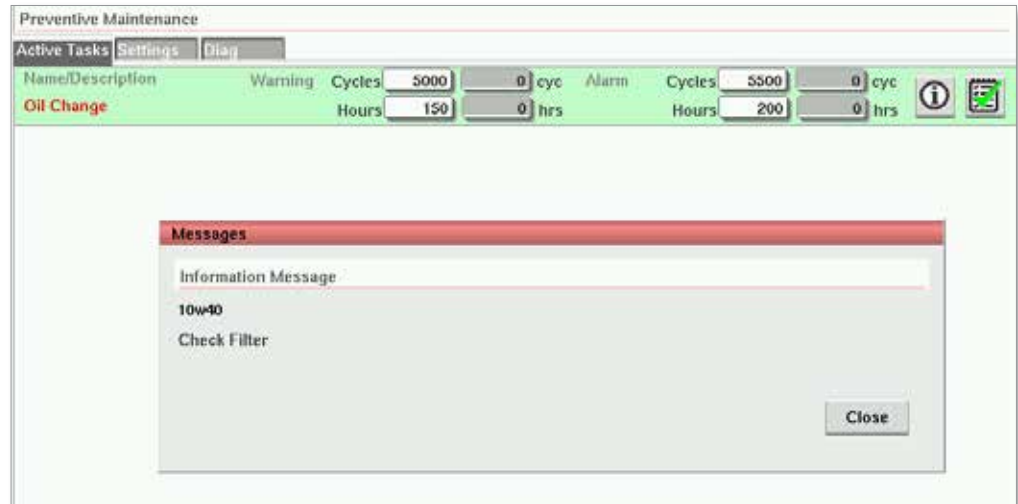 Preventive Maintenance
Active Tasks Settings Diag
Name/Description Warning Cycles 5000 0 cyc Alarm Cycles 5500 0 cyc
Oil Change Hours 150 0 hrs Hours 200 0 hrs
Messages
Information Message
10w40
Check Filter
Close